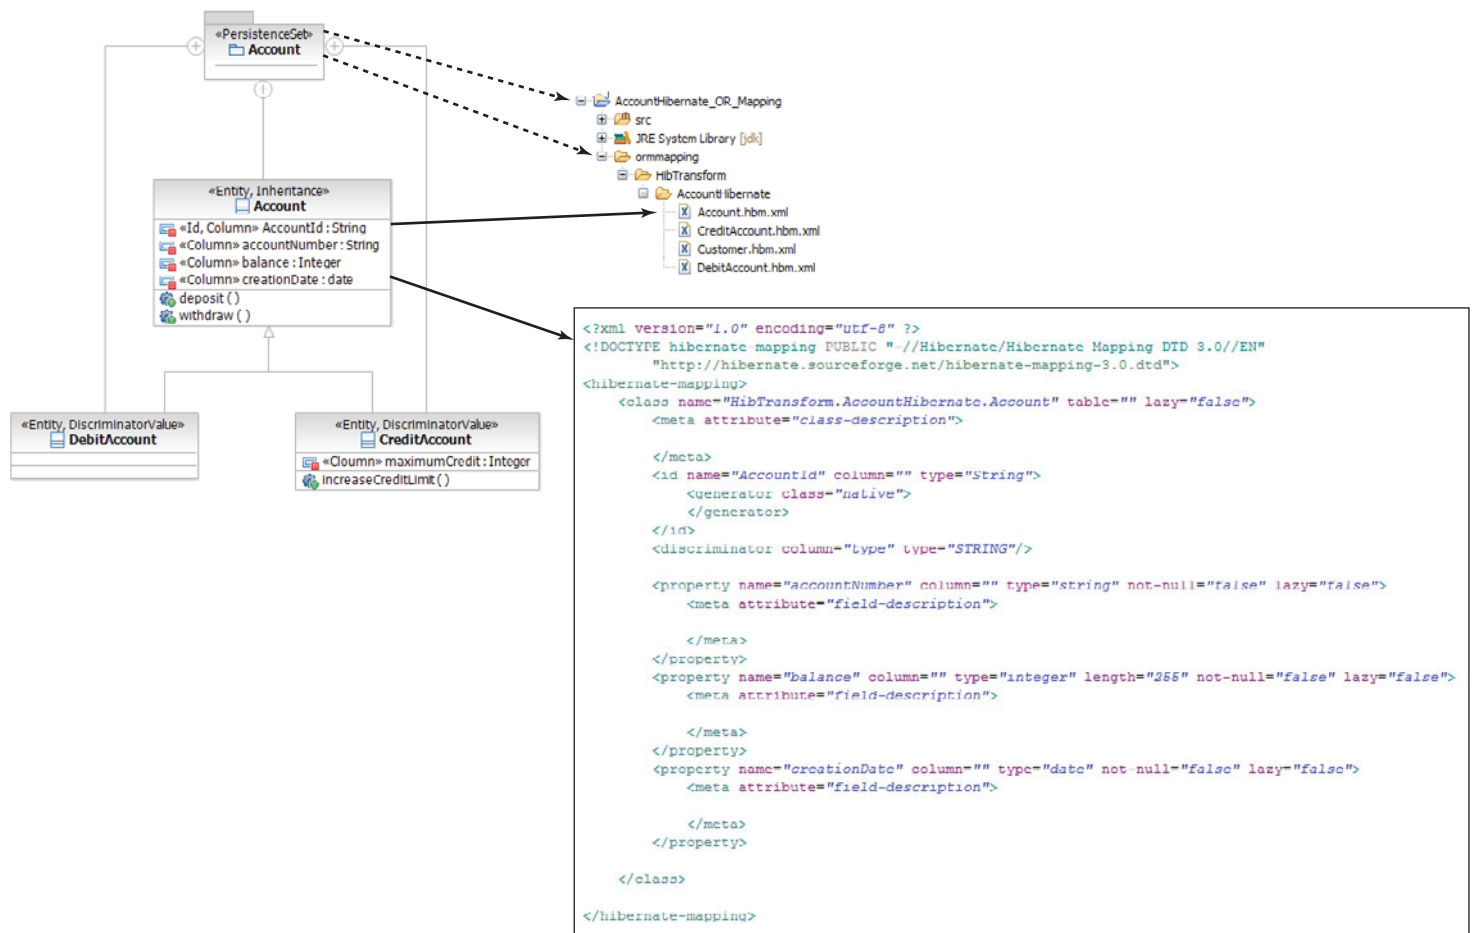 «PersistenceSet»
Account
«Entity, Inheritance»
Account
«Id, Column» AccountId : String
«Column» accountNumber : String
«Column» balance : Integer
«Column» creationDate : date
deposit ( )
withdraw ( )
«Entity, DiscriminatorValue»
DebitAccount
«Entity, DiscriminatorValue»
CreditAccount
«Cloumn» maximumCredit : Integer
increaseCreditLimit ( )
AccountHibernate_OR_Mapping
src
JRE System Library [jdk]
ormmapping
HibTransform
AccountHibernate
Account.hbm.xml
CreditAccount.hbm.xml
Customer.hbm.xml
DebitAccount.hbm.xml
<?xml version="1.0" encoding="utf-8" ?>
<!DOCTYPE hibernate-mapping PUBLIC "-//Hibernate/Hibernate Mapping DTD 3.0//EN"
"http://hibernate.sourceforge.net/hibernate-mapping-3.0.dtd">
<hibernate-mapping>
<class name="HibTransform.AccountHibernate.Account" table="" lazy="false">
<meta attribute="class-description">
</meta>
<id name="AccountId" column="" type="String">
<generator class="native">
</generator>
</id>
<discriminator column="type" type="STRING"/>
<property name="accountNumber" column="" type="string" not-null="false" lazy="false">
<meta attribute="field-description">
</meta>
</property>
<property name="balance" column="" type="integer" length="255" not-null="false" lazy="false">
<meta attribute="field-description">
</meta>
</property>
<property name="creationDate" column="" type="date" not-null="false" lazy="false">
<meta attribute="field-description">
</meta>
</property>
</class>
</hibernate-mapping>